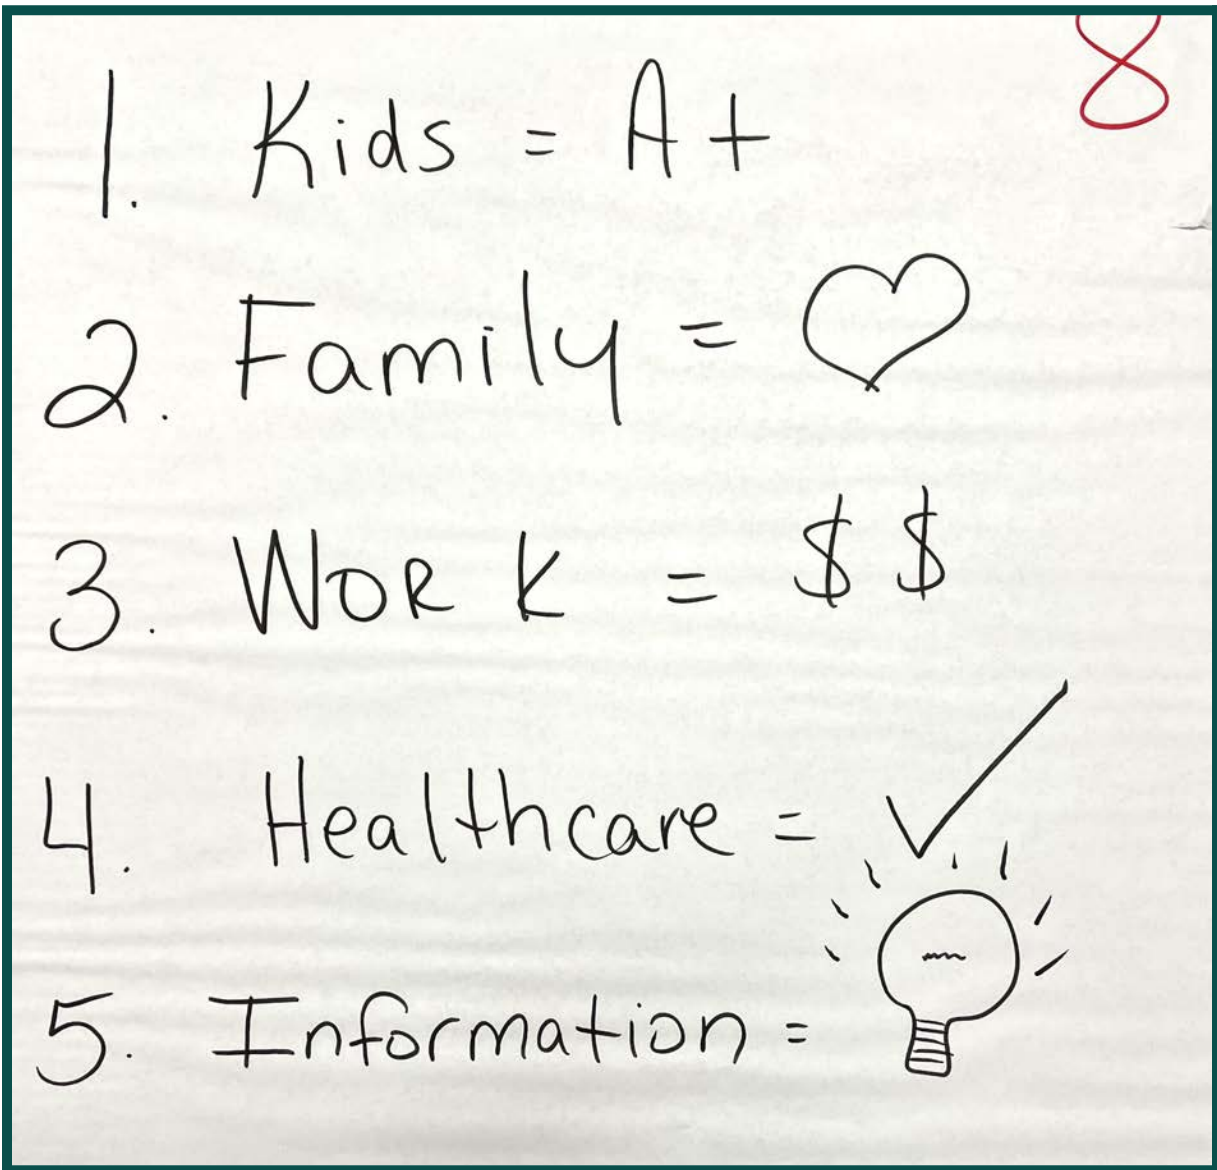 8
1. Kids = A+
2. Family = ♡
3. WORK = $$
4. Healthcare = ✓
5. Information =